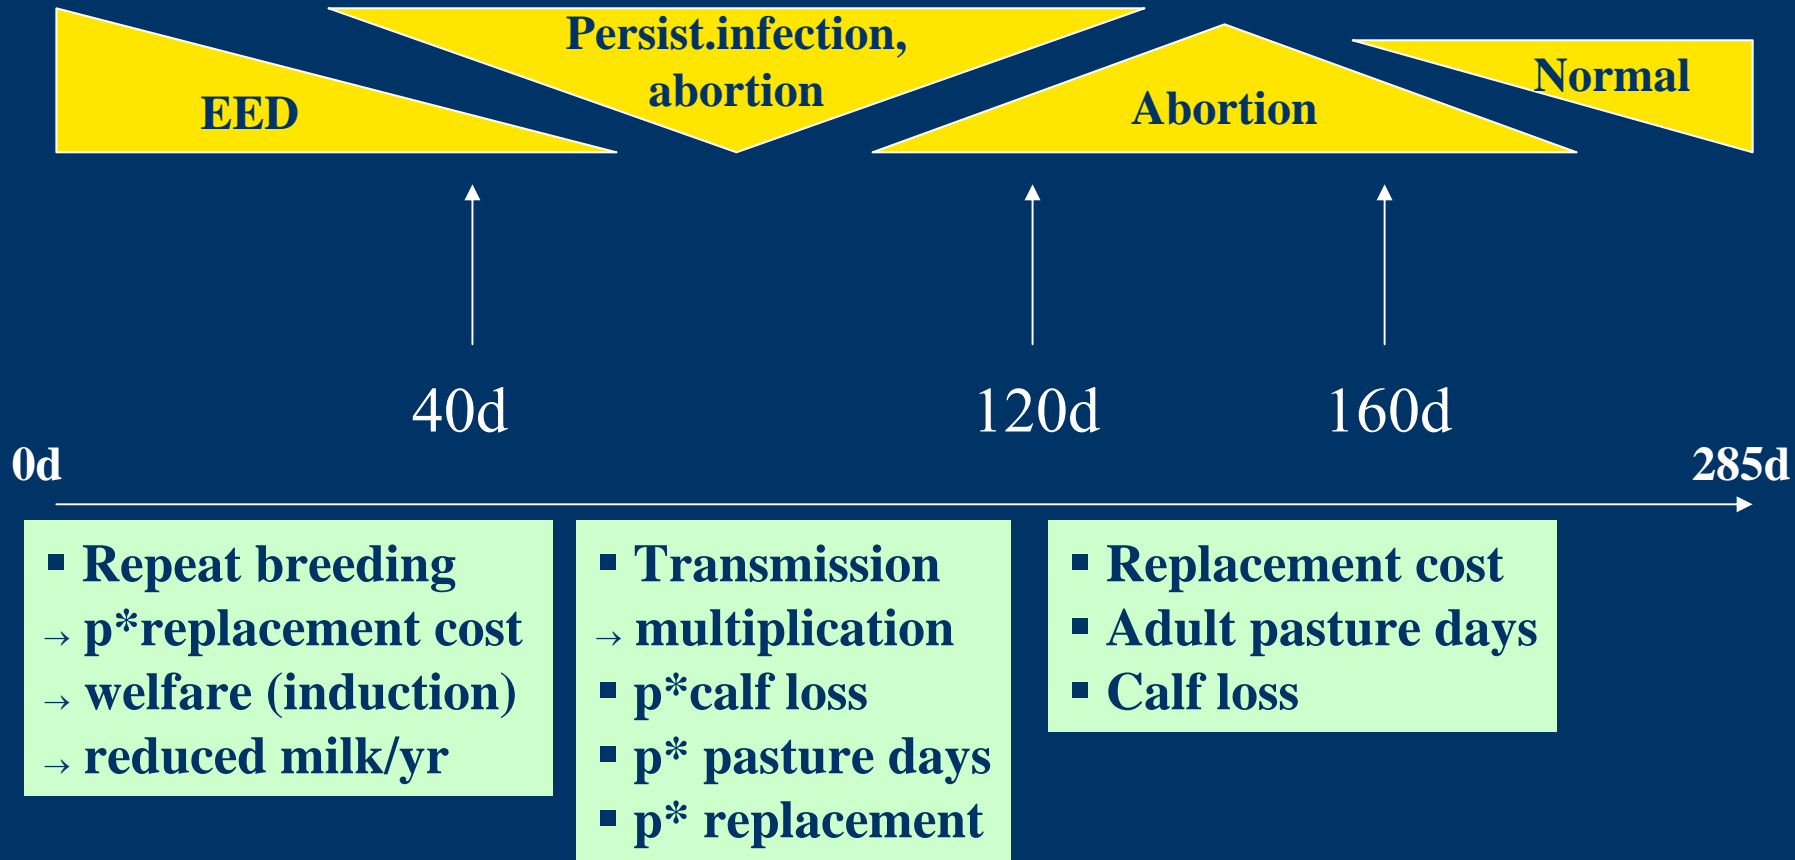 EED
Persist.infection,
abortion
Abortion
Normal
40d
120d
160d
0d
285d
▪ Repeat breeding
→ p*replacement cost
→ welfare (induction)
→ reduced milk/yr
▪ Transmission
→ multiplication
▪ p*calf loss
▪ p* pasture days
▪ p* replacement
▪ Replacement cost
▪ Adult pasture days
▪ Calf loss